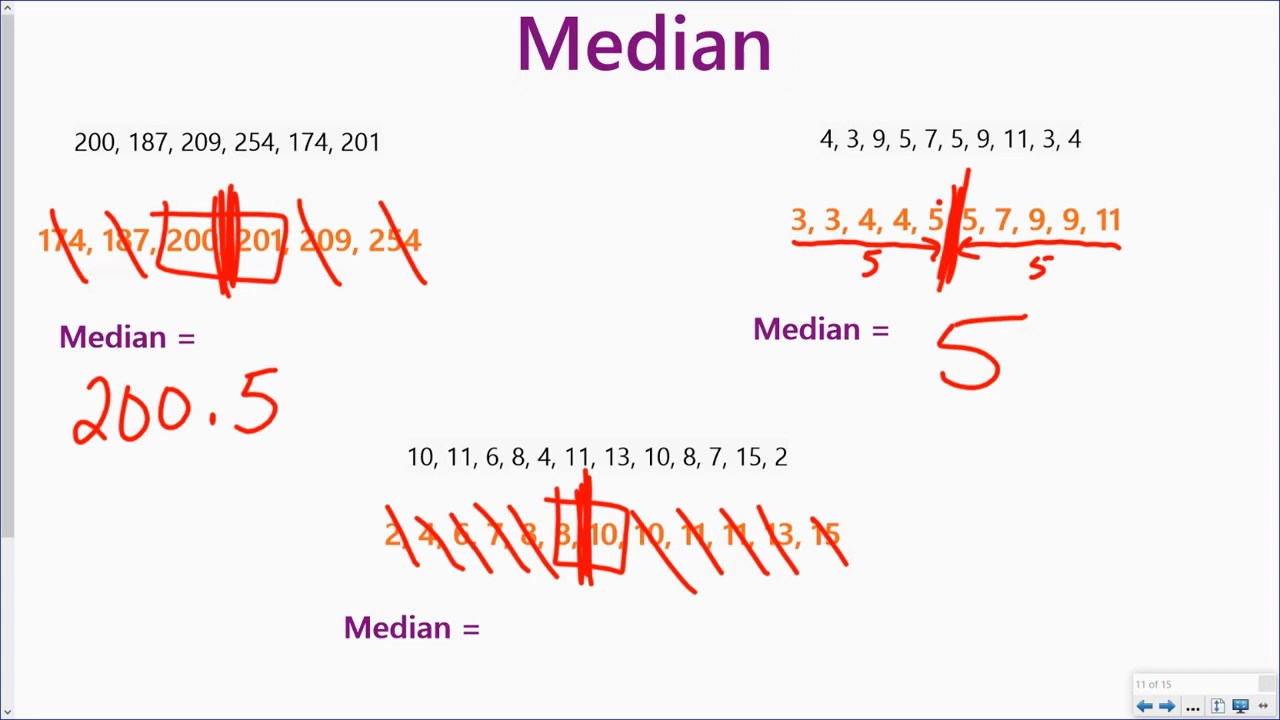 Median
200, 187, 209, 254, 174, 201
174, 187, 200, 201, 209, 254
Median =
200.5
4, 3, 9, 5, 7, 5, 9, 11, 3, 4
3, 3, 4, 4, 5, 5, 7, 9, 9, 11
5 5
Median =
5
10, 11, 6, 8, 4, 11, 13, 10, 8, 7, 15, 2
2, 4, 6, 7, 8, 8, 10, 10, 11, 11, 13, 15
Median =
11 of 15